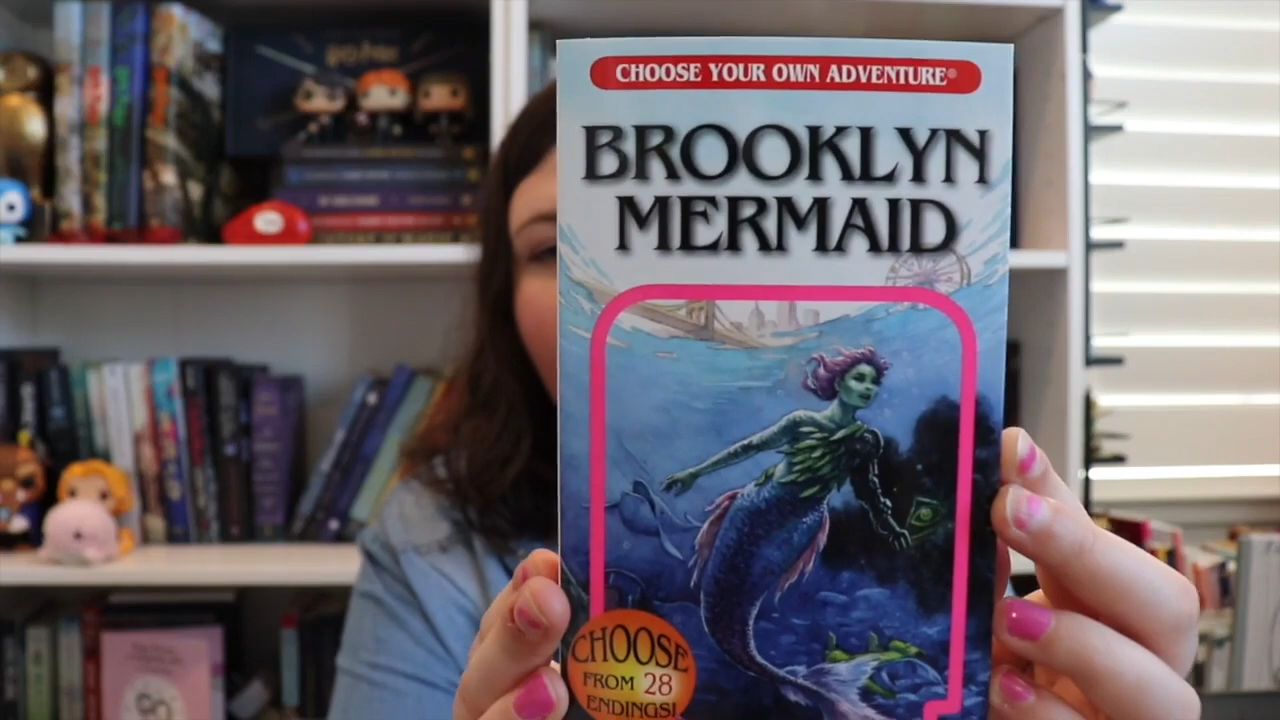 CHOOSE YOUR OWN ADVENTURE®
BROOKLYN
MERMAID
CHOOSE
FROM 28
ENDINGS!